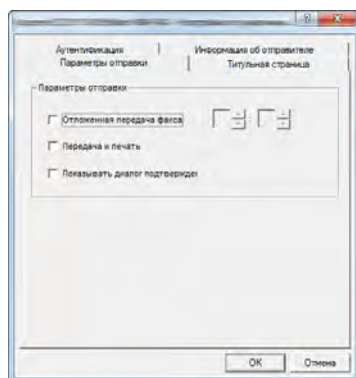 Аутентификация
Информация об отправителе
Параметры отправки
Титульная страница
Параметры отправки
Отложенная передача факса
Передача и печать
Показывать диалог подтвержден
OK
Отмена